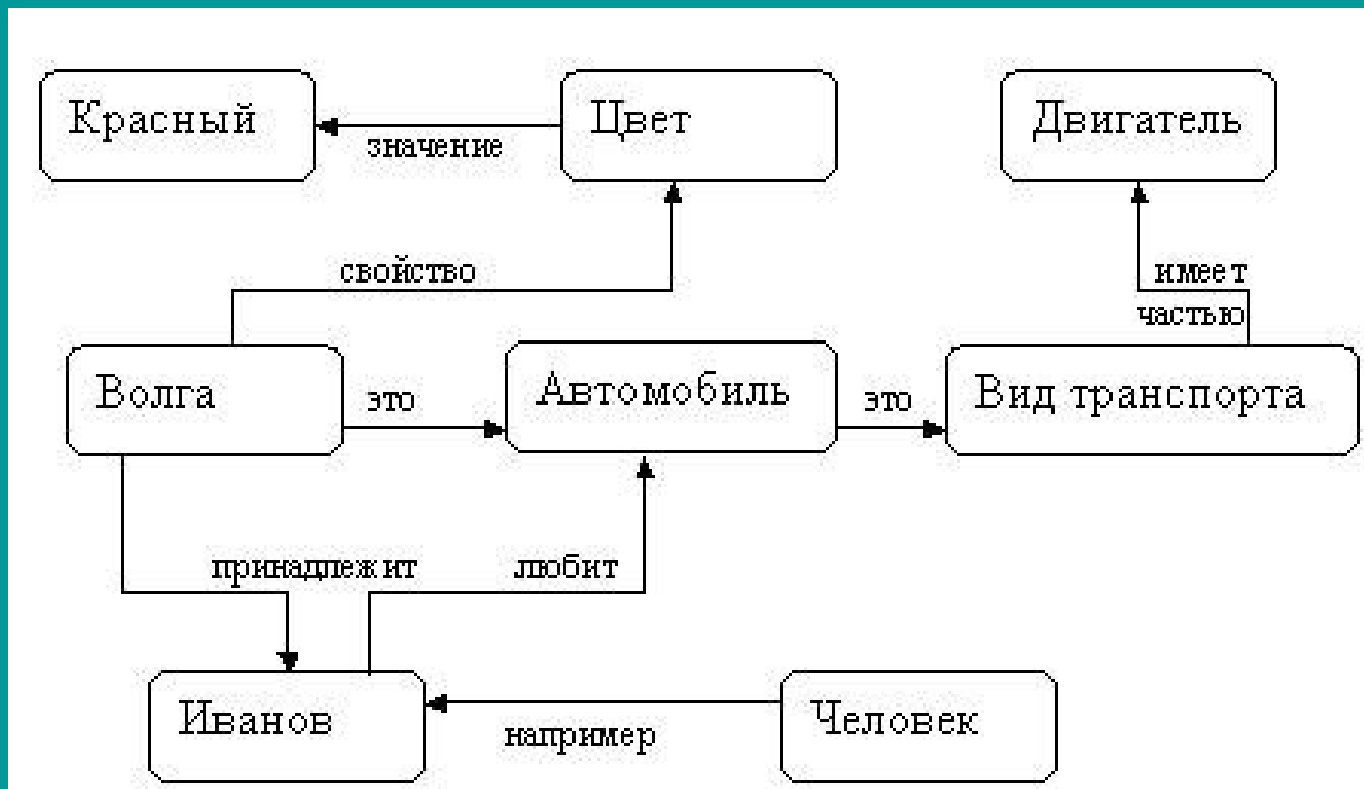 Красный
значение
Цвет
Двигатель
свойство
имеет
частью
Волга
это
Автомобиль
это
Вид транспорта
принадлежит
любит
Иванов
например
Человек